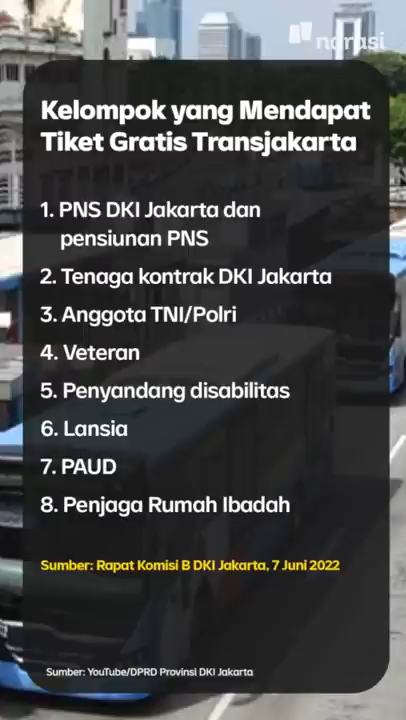 narasi
Kelompok yang Mendapat
Tiket Gratis Transjakarta
1. PNS DKI Jakarta dan
pensiunan PNS
2. Tenaga kontrak DKI Jakarta
3. Anggota TNI/Polri
4. Veteran
5. Penyandang disabilitas
6. Lansia
7. PAUD
8. Penjaga Rumah Ibadah
Sumber: Rapat Komisi B DKI Jakarta, 7 Juni 2022
Sumber: YouTube/DPRD Provinsi DKI Jakarta